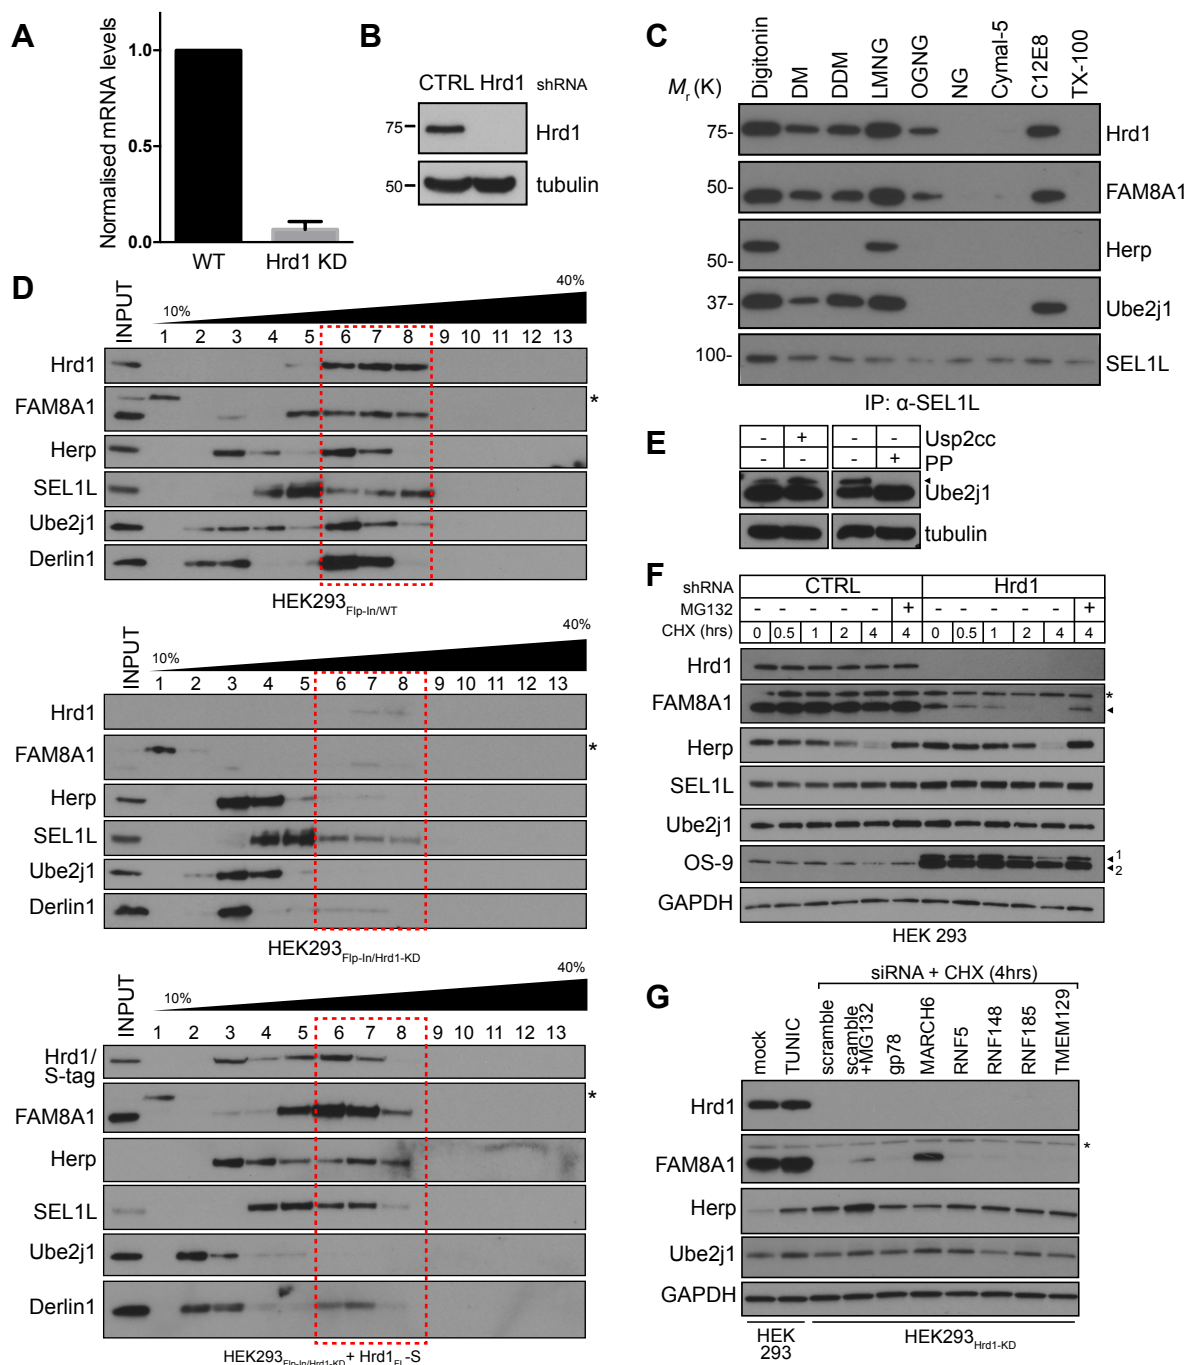 A
Normalised mRNA levels
1.0
0.5
0.0
WT Hrd1 KD
B
CTRL Hrd1 shRNA
75
Hrd1
50
tubulin
C
Mr (K)
Digitonin
DM
DDM
LMNG
OGNG
NG
Cymal-5
C12E8
TX-100
75- Hrd1
50- FAM8A1
50- Herp
37- Ube2j1
100- SEL1L
IP: α-SEL1L
D
INPUT
10% 40%
1 2 3 4 5 6 7 8 9 10 11 12 13
Hrd1
FAM8A1 *
Herp
SEL1L
Ube2j1
Derlin1
HEK293Flp-In/WT
INPUT
10% 40%
1 2 3 4 5 6 7 8 9 10 11 12 13
Hrd1
FAM8A1 *
Herp
SEL1L
Ube2j1
Derlin1
HEK293Flp-In/Hrd1-KD
INPUT
10% 40%
1 2 3 4 5 6 7 8 9 10 11 12 13
Hrd1/
S-tag
FAM8A1 *
Herp
SEL1L
Ube2j1
Derlin1
HEK293Flp-In/Hrd1-KD + Hrd1FL-S
E
- + - - Usp2cc
- - - + PP
Ube2j1
tubulin
F
shRNA CTRL Hrd1
MG132 - - - - - + - - - - - +
CHX (hrs) 0 0.5 1 2 4 4 0 0.5 1 2 4 4
Hrd1
FAM8A1 *
Herp
SEL1L
Ube2j1
OS-9 1
2
GAPDH
HEK 293
G
siRNA + CHX (4hrs)
mock
TUNIC
scramble
scamble
+MG132
gp78
MARCH6
RNF5
RNF148
RNF185
TMEM129
Hrd1
FAM8A1 *
Herp
Ube2j1
GAPDH
HEK
293
HEK293Hrd1-KD